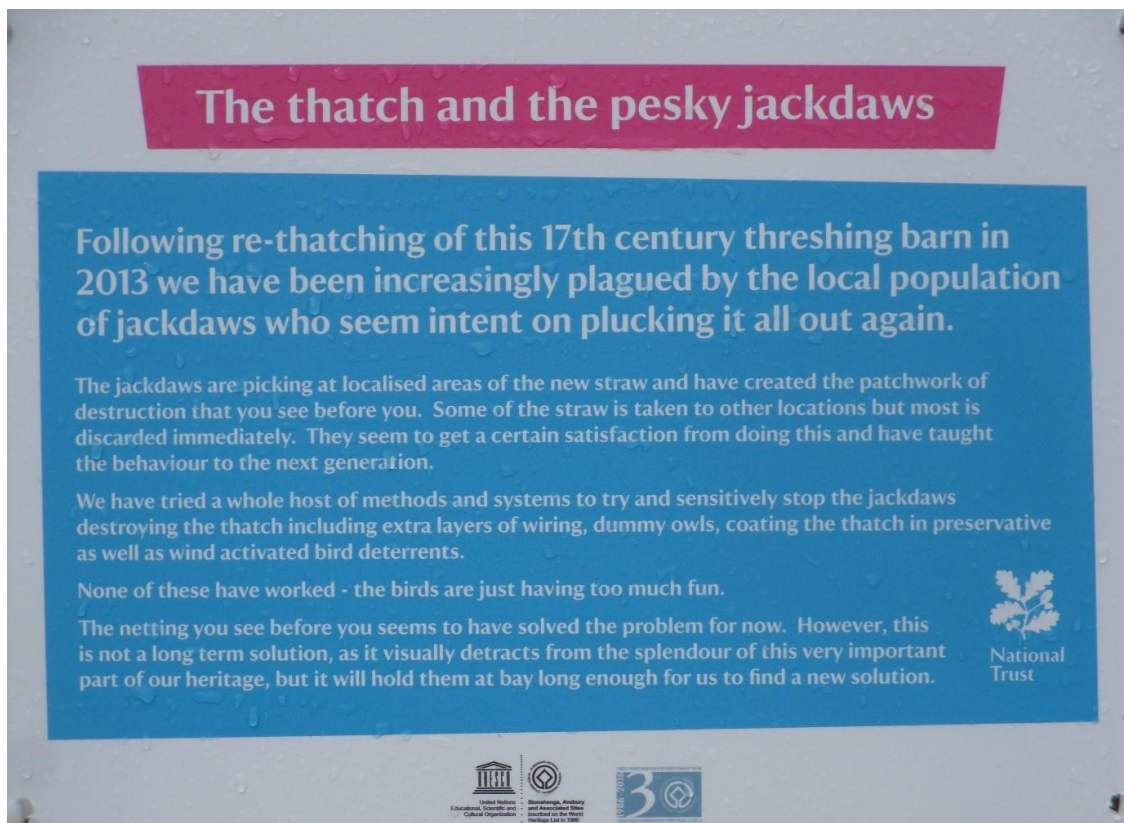 The thatch and the pesky jackdaws
Following re-thatching of this 17th century threshing barn in
2013 we have been increasingly plagued by the local population
of jackdaws who seem intent on plucking it all out again.
The jackdaws are picking at localised areas of the new straw and have created the patchwork of
destruction that you see before you. Some of the straw is taken to other locations but most is
discarded immediately. They seem to get a certain satisfaction from doing this and have taught
the behaviour to the next generation.
We have tried a whole host of methods and systems to try and sensitively stop the jackdaws
destroying the thatch including extra layers of wiring, dummy owls, coating the thatch in preservative
as well as wind activated bird deterrents.
None of these have worked - the birds are just having too much fun.
The netting you see before you seems to have solved the problem for now. However, this
is not a long term solution, as it visually detracts from the splendour of this very important
part of our heritage, but it will hold them at bay long enough for us to find a new solution.
National
Trust
UNESCO
United Nations
Educational, Scientific and
Cultural Organization
Stonehenge, Avebury
and Associated Sites
inscribed on the World
Heritage List in 1986
1986-2016
30